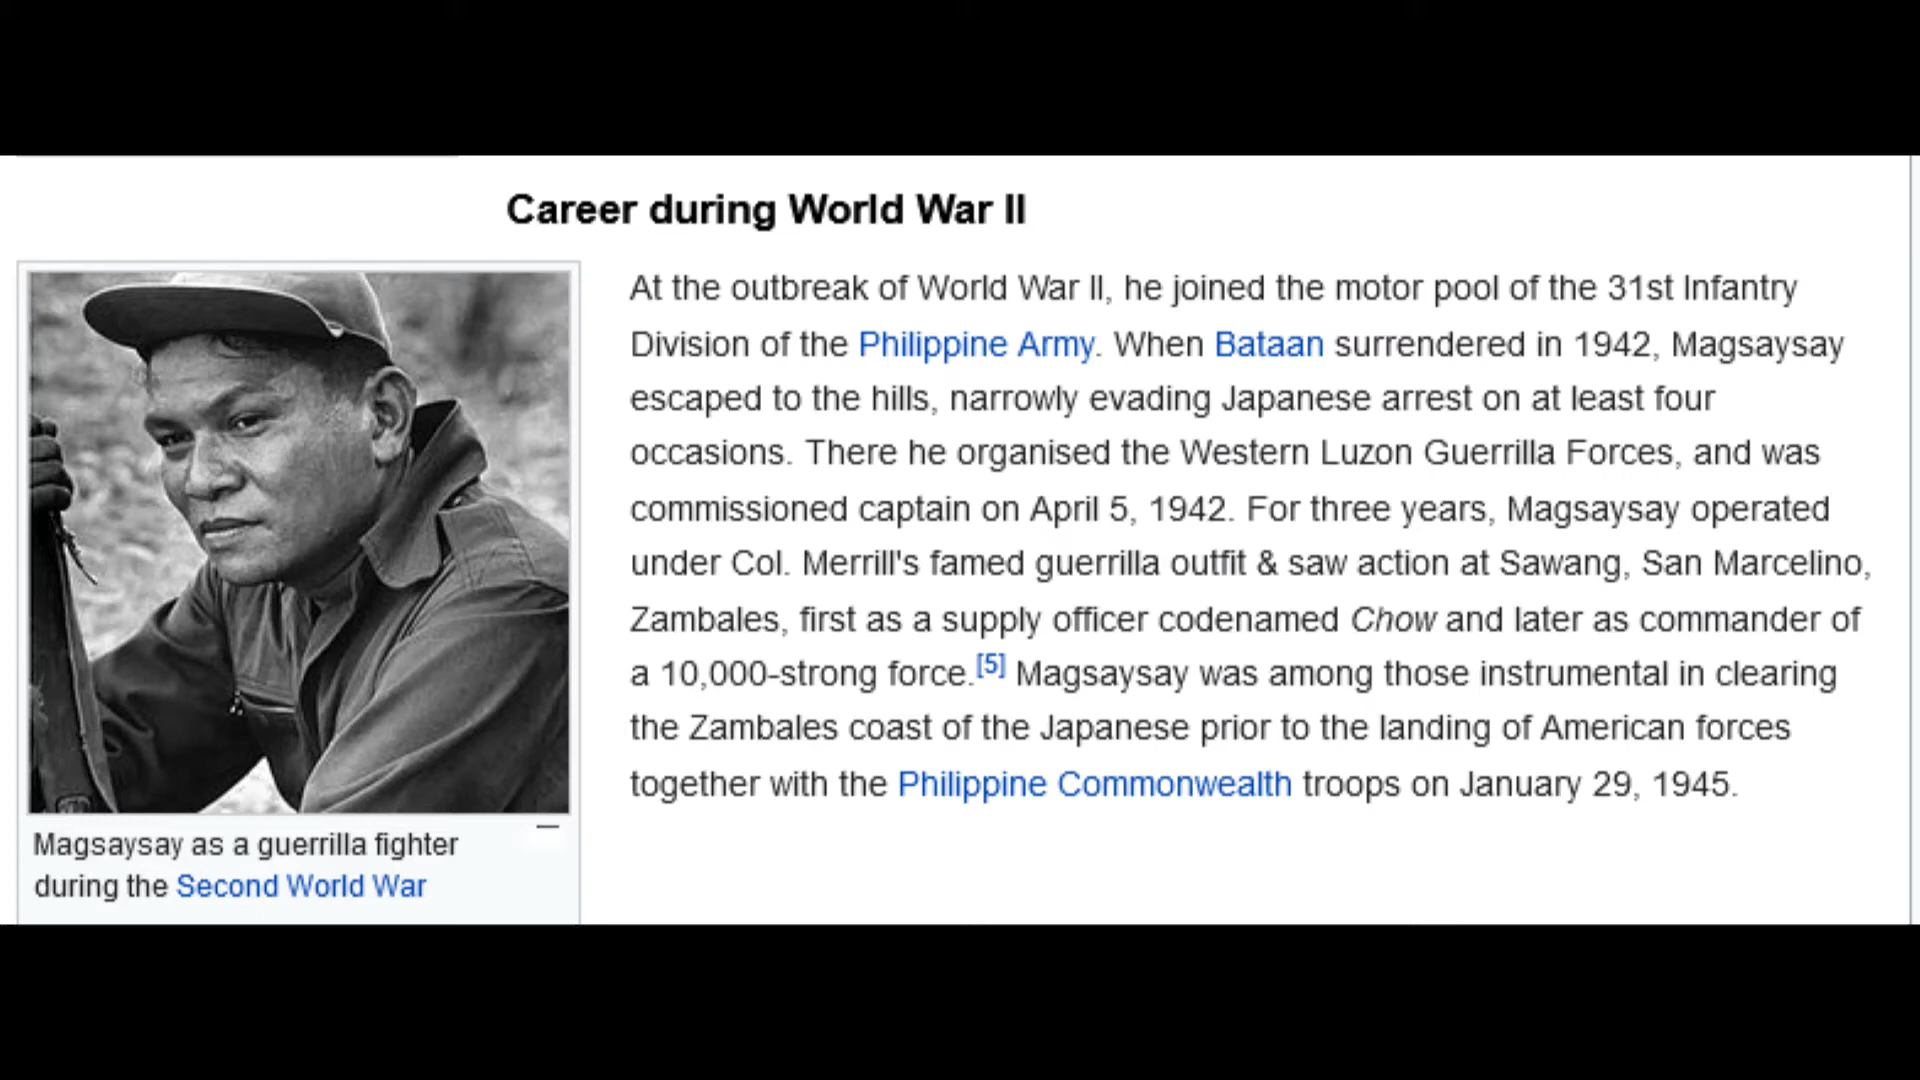 Career during World War II
At the outbreak of World War II, he joined the motor pool of the 31st Infantry
Division of the Philippine Army. When Bataan surrendered in 1942, Magsaysay
escaped to the hills, narrowly evading Japanese arrest on at least four
occasions. There he organised the Western Luzon Guerrilla Forces, and was
commissioned captain on April 5, 1942. For three years, Magsaysay operated
under Col. Merrill's famed guerrilla outfit & saw action at Sawang, San Marcelino,
Zambales, first as a supply officer codenamed Chow and later as commander of
a 10,000-strong force.[5] Magsaysay was among those instrumental in clearing
the Zambales coast of the Japanese prior to the landing of American forces
together with the Philippine Commonwealth troops on January 29, 1945.
Magsaysay as a guerrilla fighter
during the Second World War